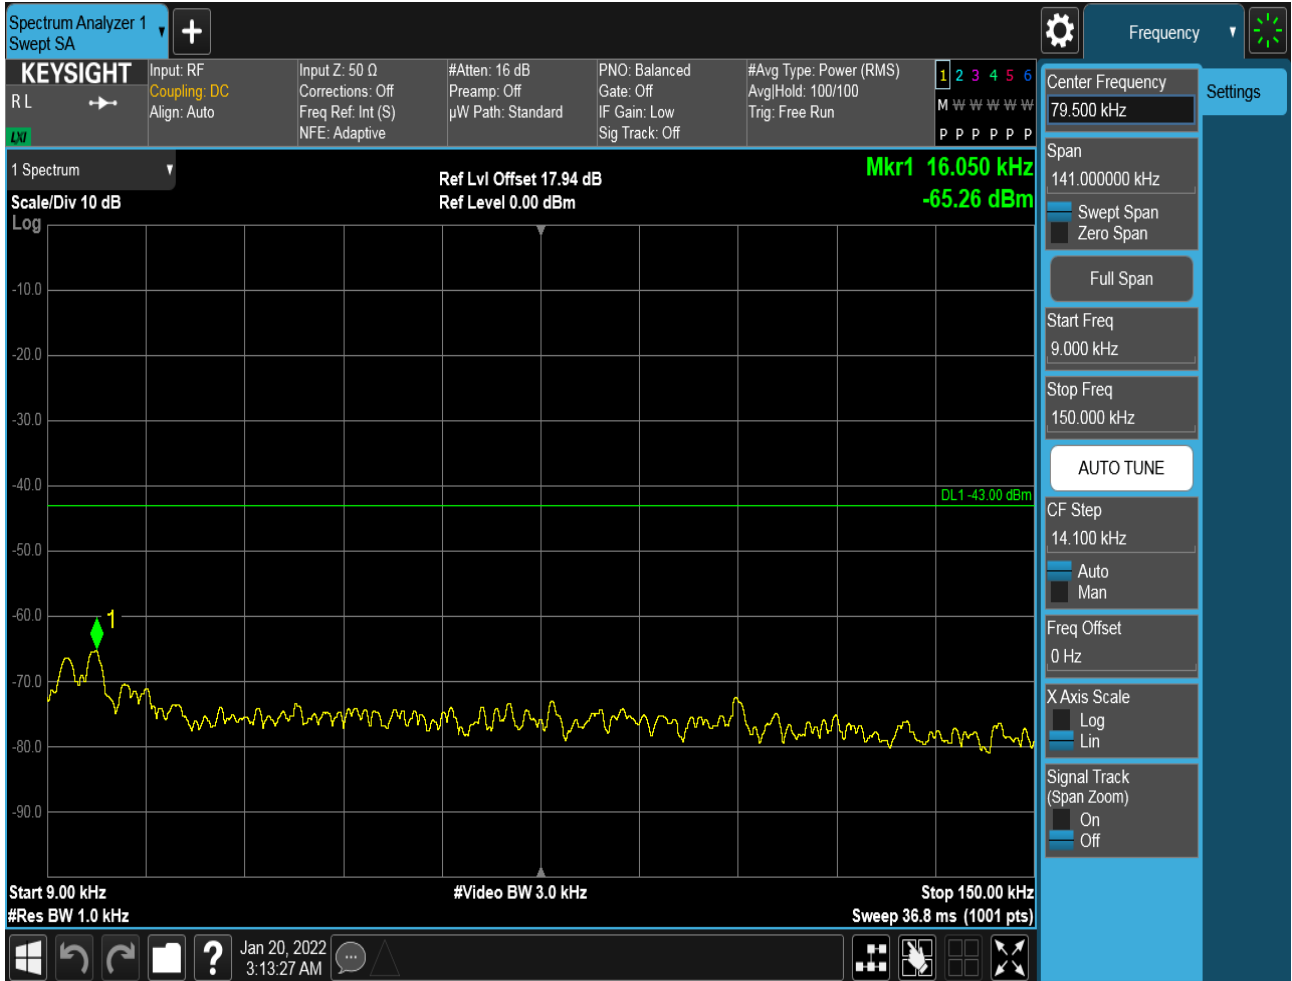 Spectrum Analyzer 1
Swept SA
+
Frequency
KEYSIGHT
R L
LXI
Input: RF
Coupling: DC
Align: Auto
Input Z: 50 Ω
Corrections: Off
Freq Ref: Int (S)
NFE: Adaptive
#Atten: 16 dB
Preamp: Off
µW Path: Standard
PNO: Balanced
Gate: Off
IF Gain: Low
Sig Track: Off
#Avg Type: Power (RMS)
Avg|Hold: 100/100
Trig: Free Run
1 2 3 4 5 6
M W W W W W
P P P P P P
1 Spectrum
Scale/Div 10 dB
Log
Ref Lvl Offset 17.94 dB
Ref Level 0.00 dBm
Mkr1 16.050 kHz
-65.26 dBm
-10.0
-20.0
-30.0
-40.0
DL1 -43.00 dBm
-50.0
-60.0
1
-70.0
-80.0
-90.0
Start 9.00 kHz
#Video BW 3.0 kHz
Stop 150.00 kHz
#Res BW 1.0 kHz
Sweep 36.8 ms (1001 pts)
Center Frequency
79.500 kHz
Settings
Span
141.000000 kHz
Swept Span
Zero Span
Full Span
Start Freq
9.000 kHz
Stop Freq
150.000 kHz
AUTO TUNE
CF Step
14.100 kHz
Auto
Man
Freq Offset
0 Hz
X Axis Scale
Log
Lin
Signal Track
(Span Zoom)
On
Off
?
Jan 20, 2022
3:13:27 AM